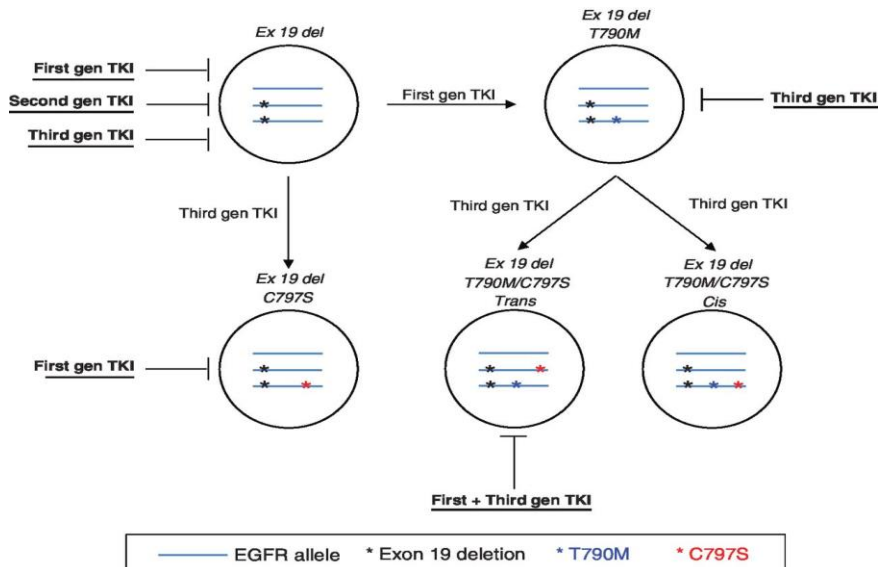 Ex 19 del
Ex 19 del
T790M
First gen TKI
Second gen TKI
Third gen TKI
First gen TKI
Third gen TKI
Third gen TKI
Third gen TKI
Third gen TKI
Ex 19 del
C797S
Ex 19 del
T790M/C797S
Trans
Ex 19 del
T790M/C797S
Cis
First gen TKI
First + Third gen TKI
EGFR allele * Exon 19 deletion * T790M * C797S